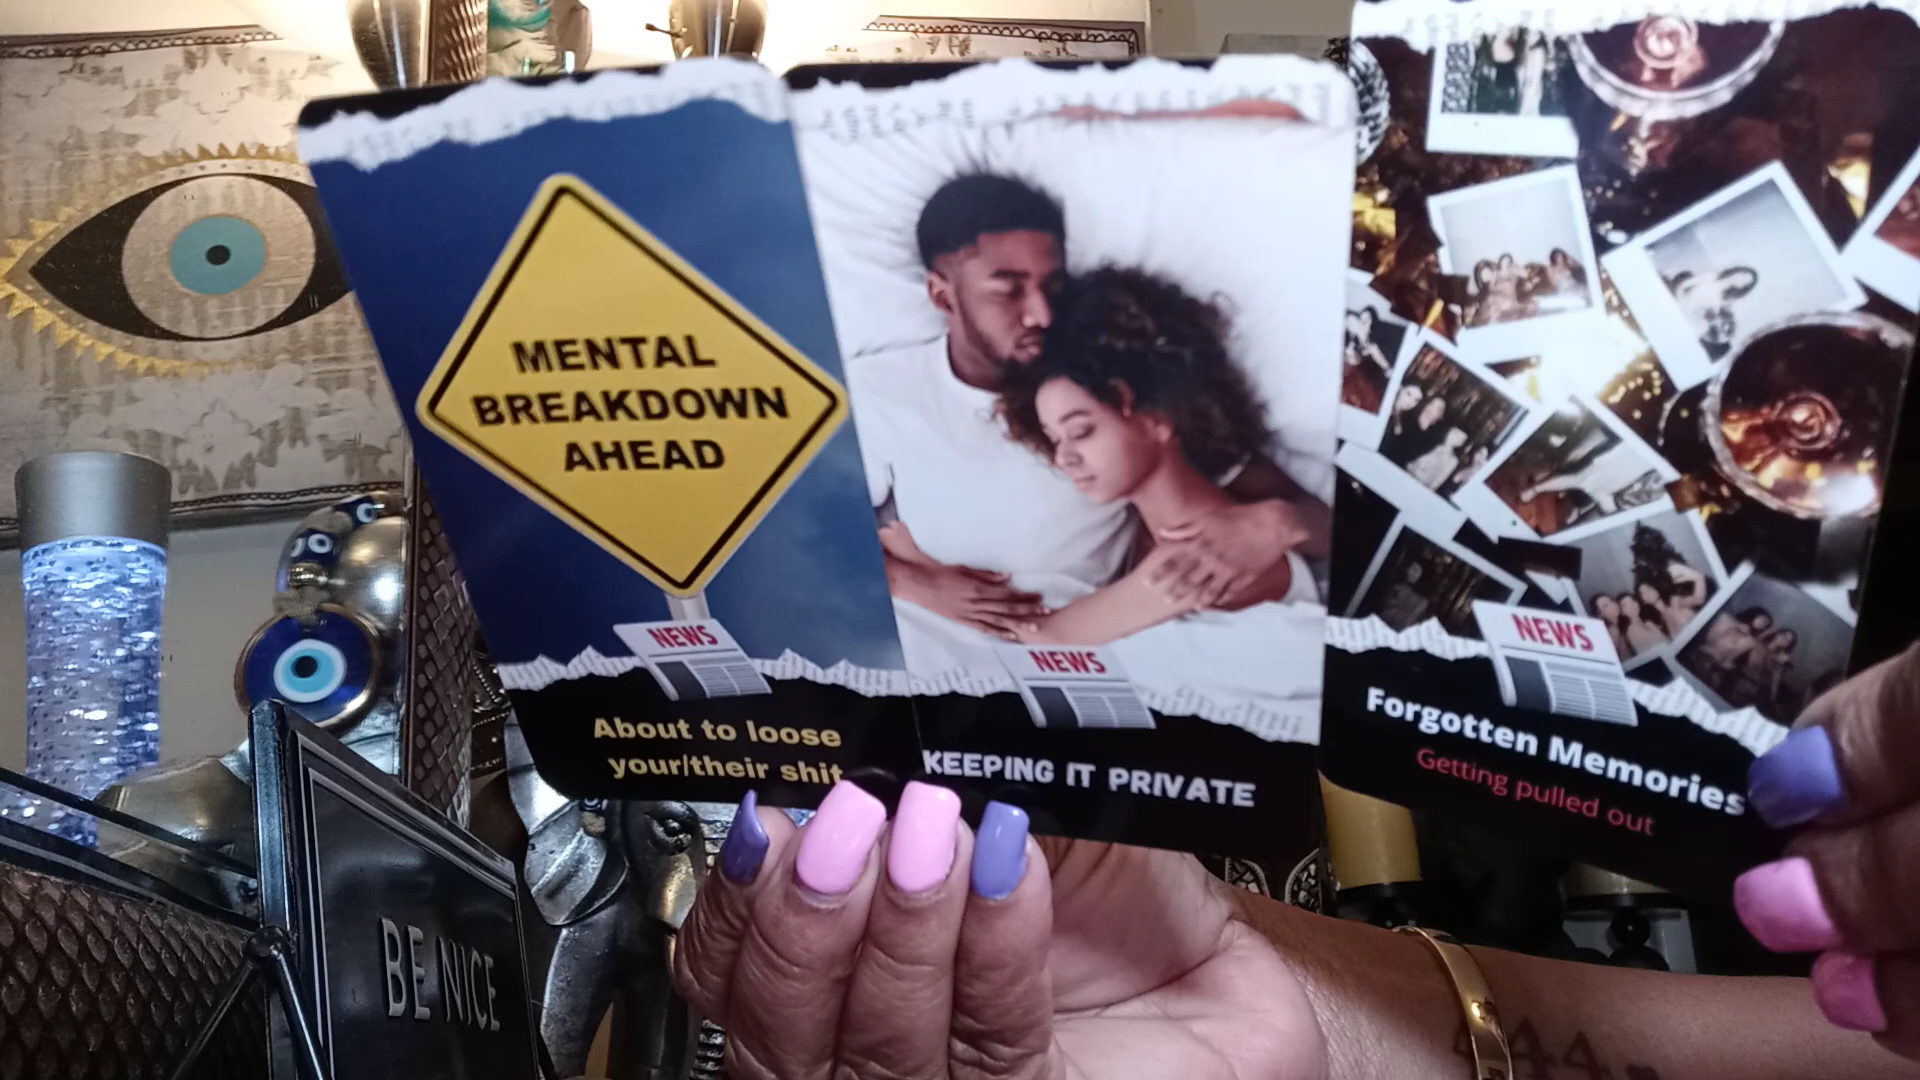 MENTAL
BREAKDOWN
AHEAD
NEWS
About to loose
your/their shit
NEWS
KEEPING IT PRIVATE
NEWS
Forgotten Memories
Getting pulled out
BE NICE